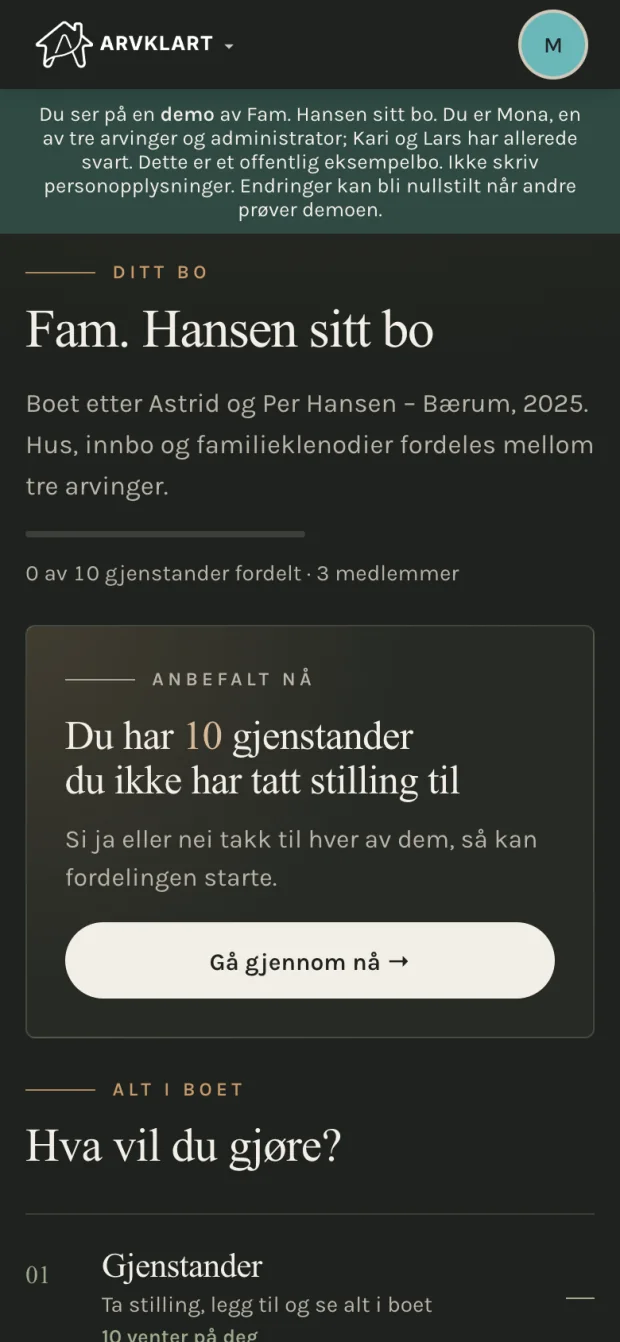 ARVKLART
M
Du ser på en demo av Fam. Hansen sitt bo. Du er Mona, en
av tre arvinger og administrator; Kari og Lars har allerede
svart. Dette er et offentlig eksempelbo. Ikke skriv
personopplysninger. Endringer kan bli nullstilt når andre
prøver demoen.
DITT BO
Fam. Hansen sitt bo
Boet etter Astrid og Per Hansen – Bærum, 2025.
Hus, innbo og familieklenodier fordeles mellom
tre arvinger.
0 av 10 gjenstander fordelt · 3 medlemmer
ANBEFALT NÅ
Du har 10 gjenstander
du ikke har tatt stilling til
Si ja eller nei takk til hver av dem, så kan
fordelingen starte.
Gå gjennom nå →
ALT I BOET
Hva vil du gjøre?
01
Gjenstander
Ta stilling, legg til og se alt i boet
10 venter på deg